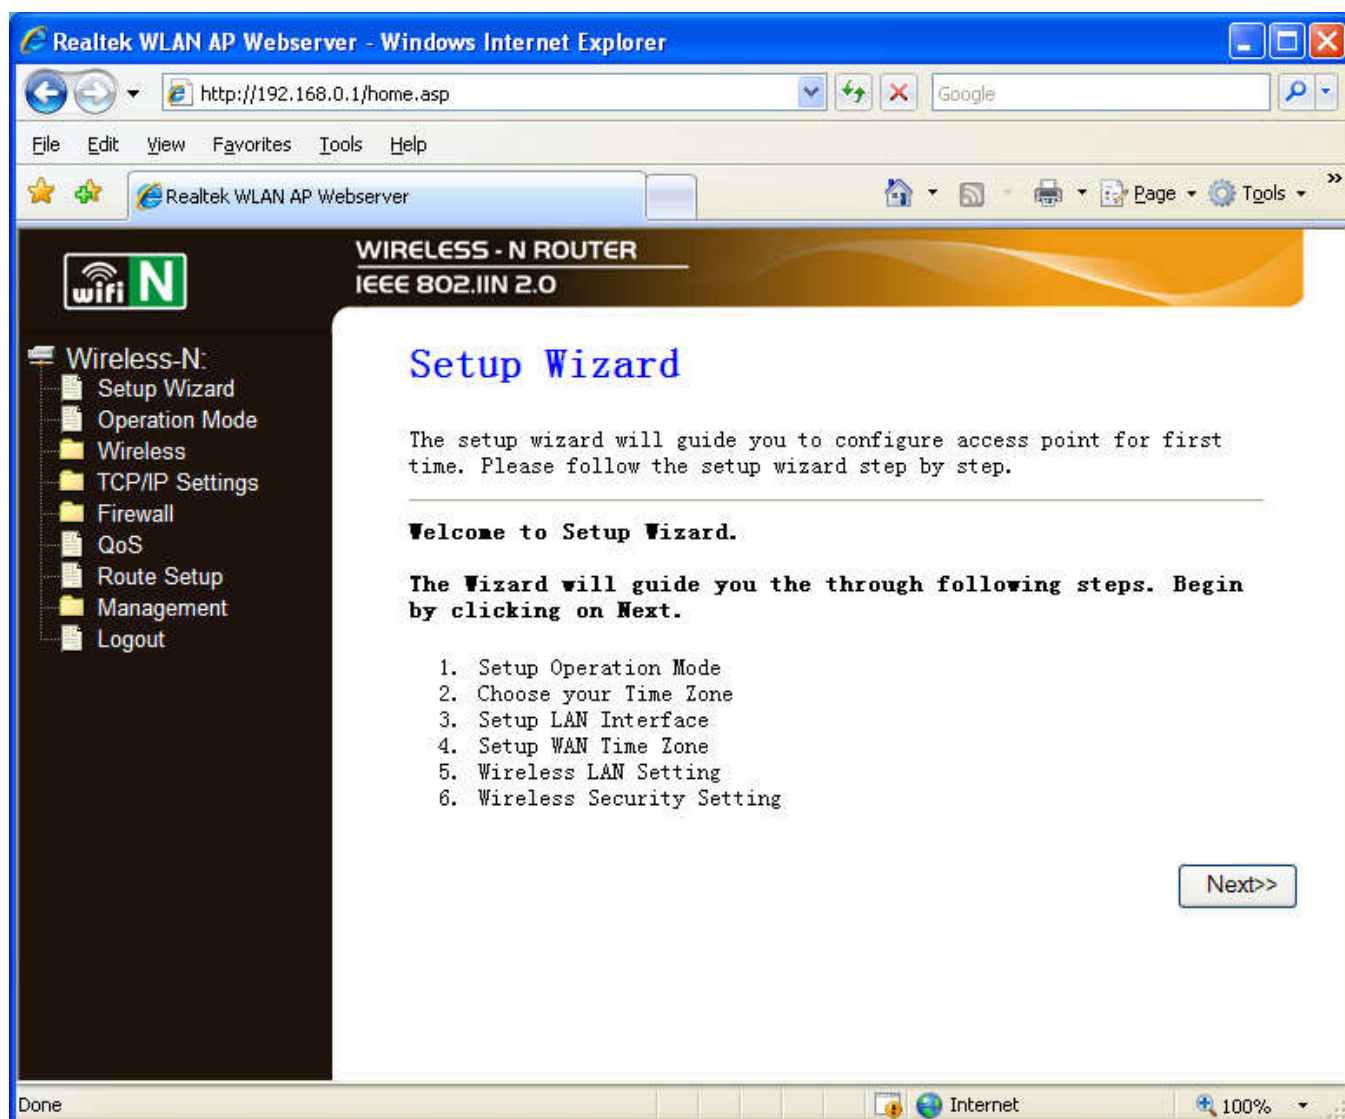 Realtek WLAN AP Webserver - Windows Internet Explorer
http://192.168.0.1/home.asp
Google
File Edit View Favorites Tools Help
Realtek WLAN AP Webserver
Page Tools »
wifi N
WIRELESS - N ROUTER
IEEE 802.11N 2.0
Wireless-N:
Setup Wizard
Operation Mode
Wireless
TCP/IP Settings
Firewall
QoS
Route Setup
Management
Logout
Setup Wizard
The setup wizard will guide you to configure access point for first
time. Please follow the setup wizard step by step.
Welcome to Setup Wizard.
The Wizard will guide you the through following steps. Begin
by clicking on Next.
1. Setup Operation Mode
2. Choose your Time Zone
3. Setup LAN Interface
4. Setup WAN Time Zone
5. Wireless LAN Setting
6. Wireless Security Setting
Next>>
Done
Internet
100%